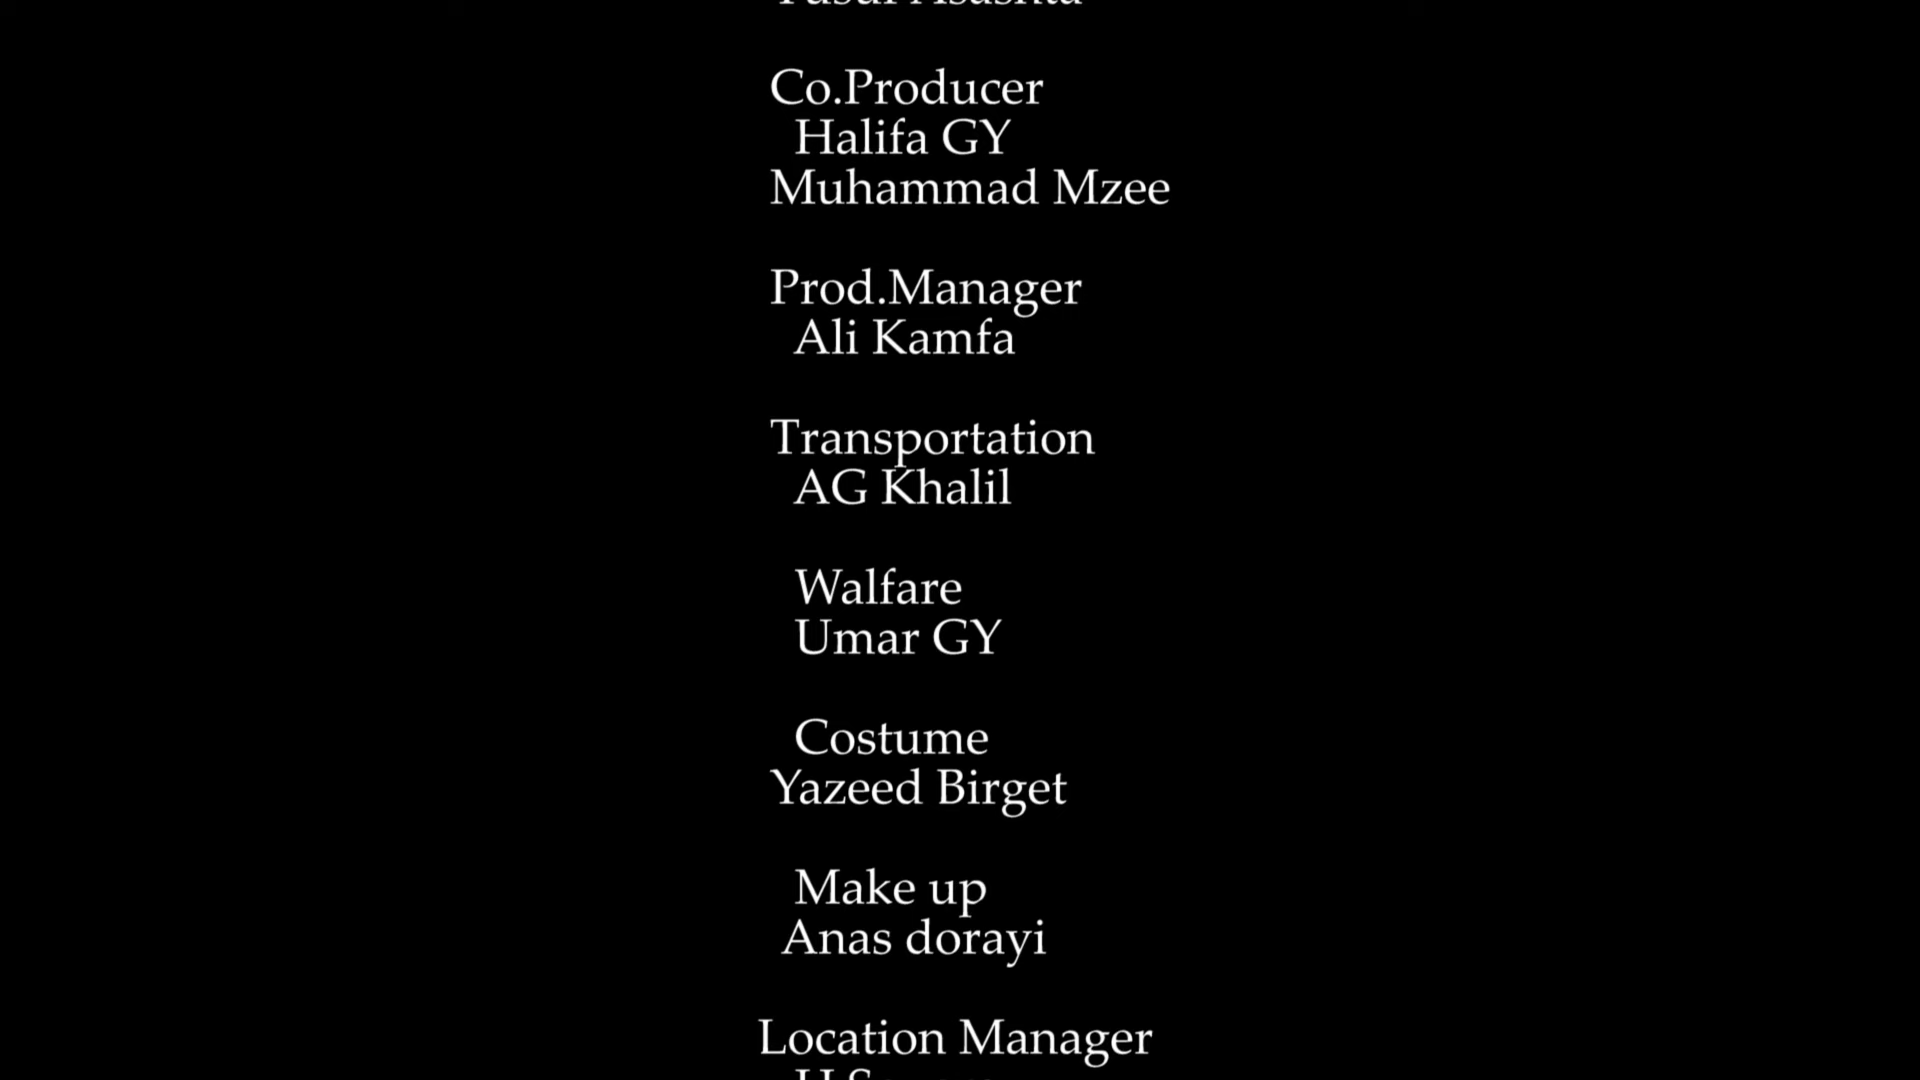 Co.Producer
Halifa GY
Muhammad Mzee
Prod.Manager
Ali Kamfa
Transportation
AG Khalil
Walfare
Umar GY
Costume
Yazeed Birget
Make up
Anas dorayi
Location Manager